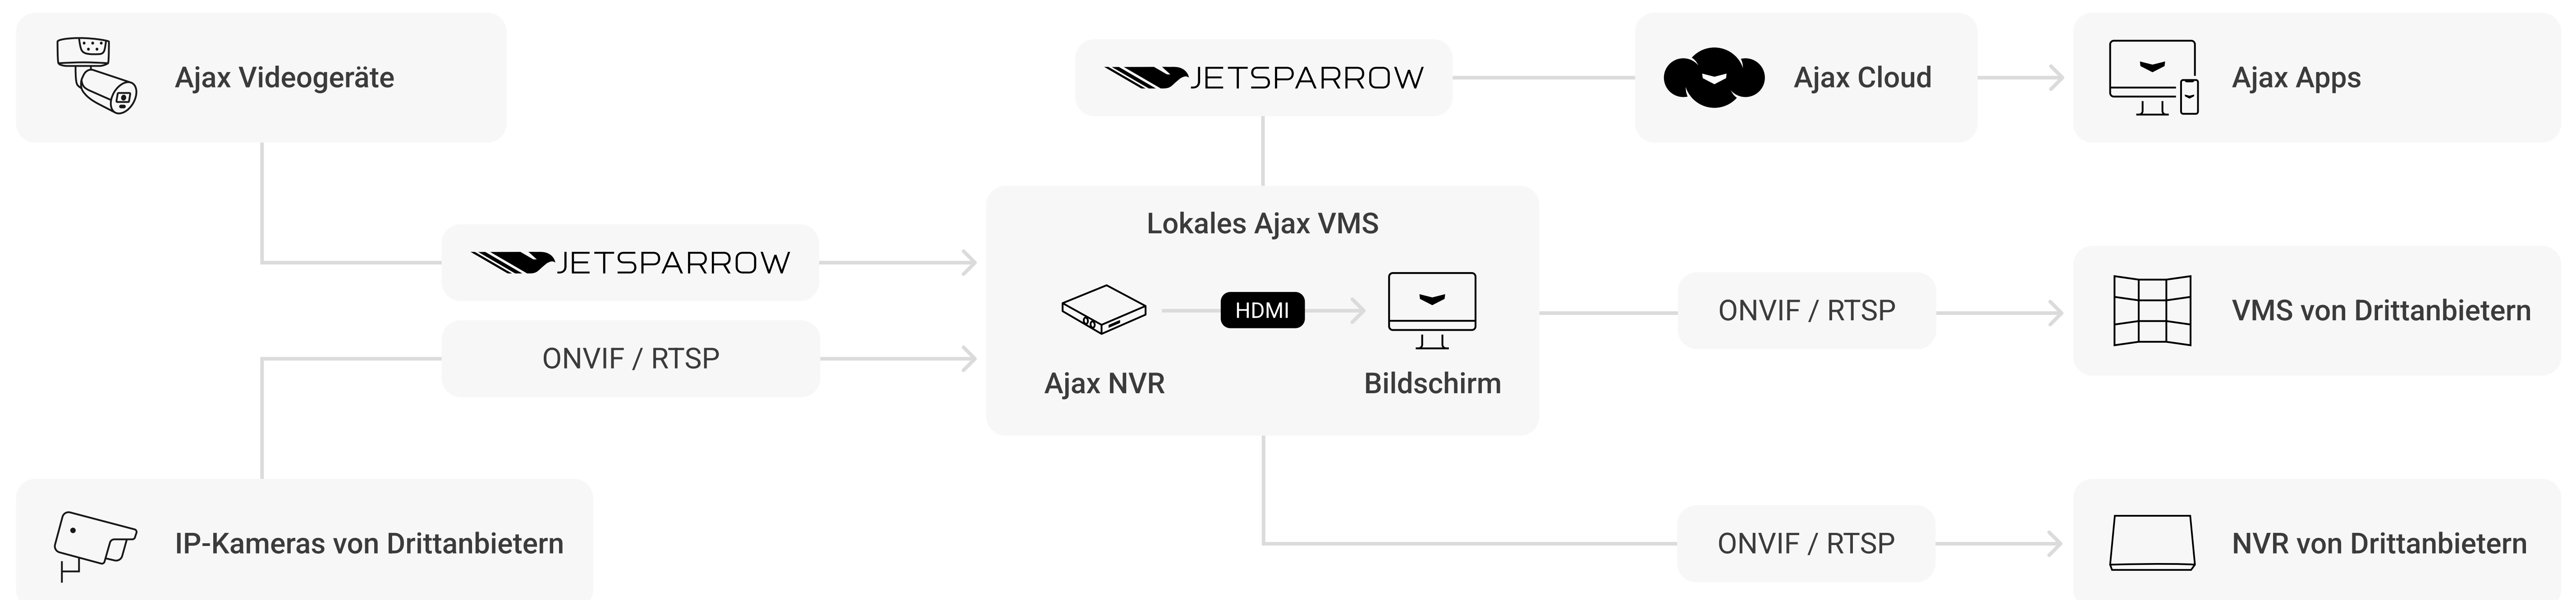 Ajax Videogeräte
JETSPARROW
Ajax Cloud
Ajax Apps
Lokales Ajax VMS
JETSPARROW
HDMI
ONVIF / RTSP
VMS von Drittanbietern
ONVIF / RTSP
Ajax NVR
Bildschirm
IP-Kameras von Drittanbietern
ONVIF / RTSP
NVR von Drittanbietern